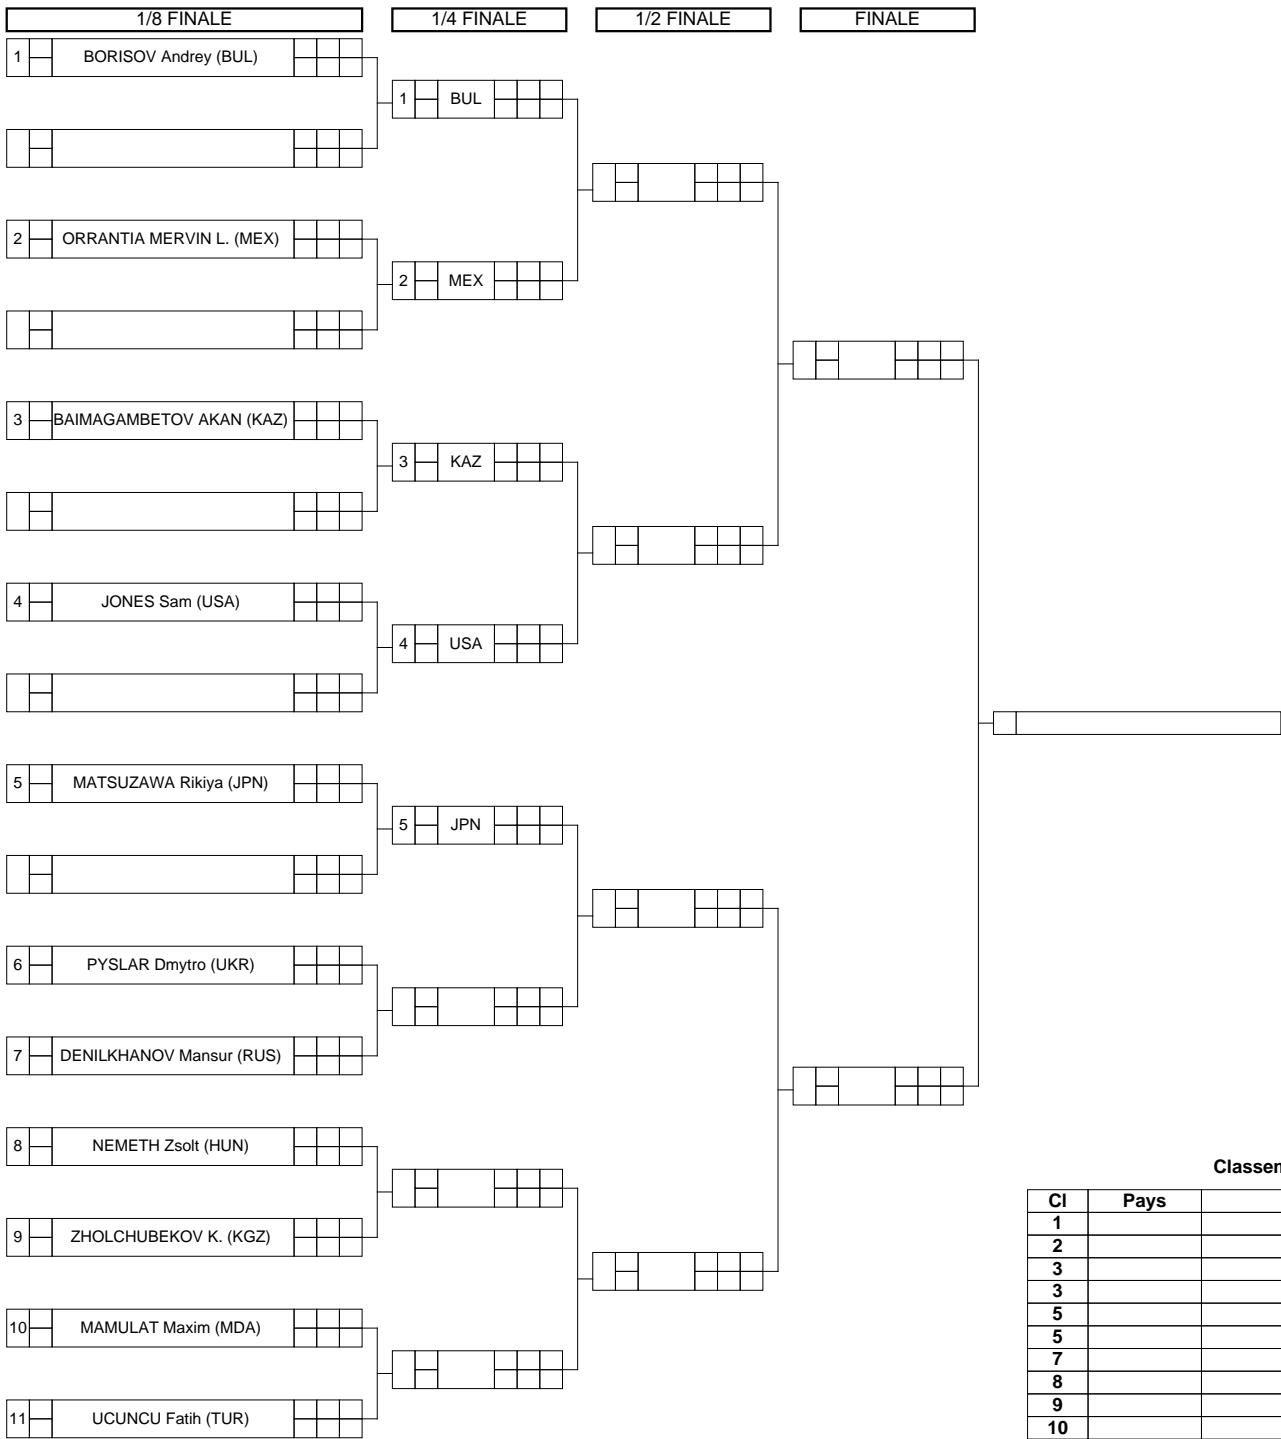 1/8 FINALE 1/4 FINALE 1/2 FINALE FINALE
1 BORISOV Andrey (BUL)
1 BUL
2 ORRANTIA MERVIN L. (MEX)
2 MEX
3 BAIMAGAMBETOV AKAN (KAZ)
3 KAZ
4 JONES Sam (USA)
4 USA
5 MATSUZAWA Rikiya (JPN)
5 JPN
6 PYSLAR Dmytro (UKR)
7 DENILKHANOV Mansur (RUS)
8 NEMETH Zsolt (HUN)
9 ZHOLCHUBEKOV K. (KGZ)
10 MAMULAT Maxim (MDA)
11 UCUNCU Fatih (TUR)
Classen
Cl Pays
1
2
3
3
5
5
7
8
9
10